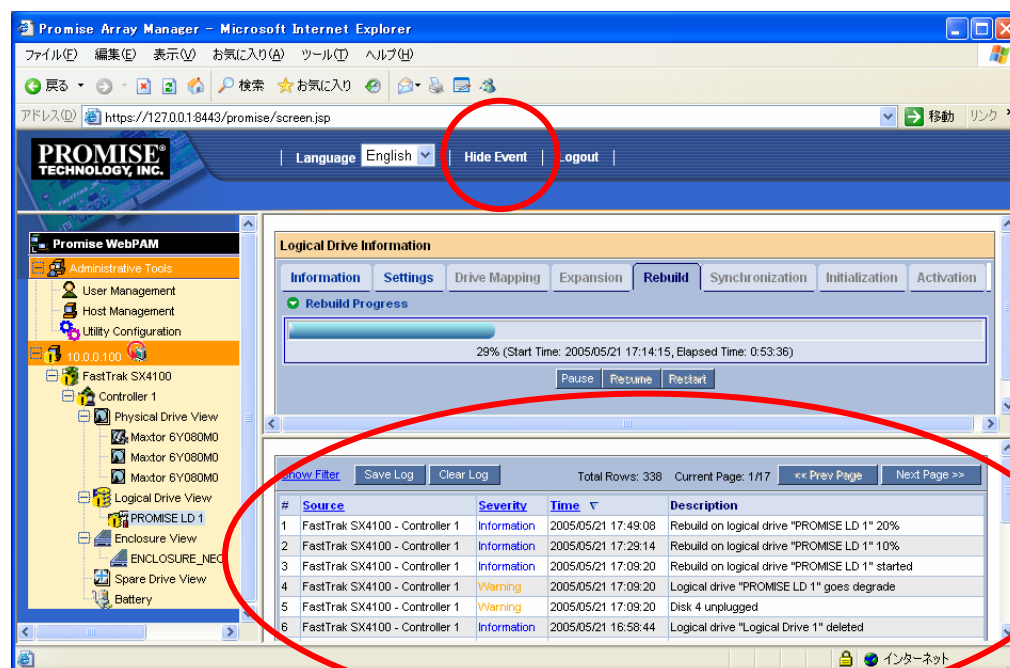 Promise Array Manager - Microsoft Internet Explorer
ファイル(F) 編集(E) 表示(V) お気に入り(A) ツール(T) ヘルプ(H)
戻る 検索 お気に入り
アドレス(D) https://127.0.0.1:8443/promise/screen.jsp 移動 リンク
PROMISE®
TECHNOLOGY, INC.
| Language English | Hide Event | Logout |
Promise WebPAM
Administrative Tools
User Management
Host Management
Utility Configuration
10.0.0.100
FastTrak SX4100
Controller 1
Physical Drive View
Maxtor 6Y080M0
Maxtor 6Y080M0
Maxtor 6Y080M0
Logical Drive View
PROMISE LD 1
Enclosure View
ENCLOSURE_NEC
Spare Drive View
Battery
Logical Drive Information
Information Settings Drive Mapping Expansion Rebuild Synchronization Initialization Activation
Rebuild Progress
29% (Start Time: 2005/05/21 17:14:15, Elapsed Time: 0:53:36)
Pause Resume Restart
Show Filter Save Log Clear Log Total Rows: 338 Current Page: 1/17 << Prev Page Next Page >>
# Source Severity Time Description
1 FastTrak SX4100 - Controller 1 Information 2005/05/21 17:49:08 Rebuild on logical drive "PROMISE LD 1" 20%
2 FastTrak SX4100 - Controller 1 Information 2005/05/21 17:29:14 Rebuild on logical drive "PROMISE LD 1" 10%
3 FastTrak SX4100 - Controller 1 Information 2005/05/21 17:09:20 Rebuild on logical drive "PROMISE LD 1" started
4 FastTrak SX4100 - Controller 1 Warning 2005/05/21 17:09:20 Logical drive "PROMISE LD 1" goes degrade
5 FastTrak SX4100 - Controller 1 Warning 2005/05/21 17:09:20 Disk 4 unplugged
6 FastTrak SX4100 - Controller 1 Information 2005/05/21 16:58:44 Logical drive "Logical Drive 1" deleted
インターネット